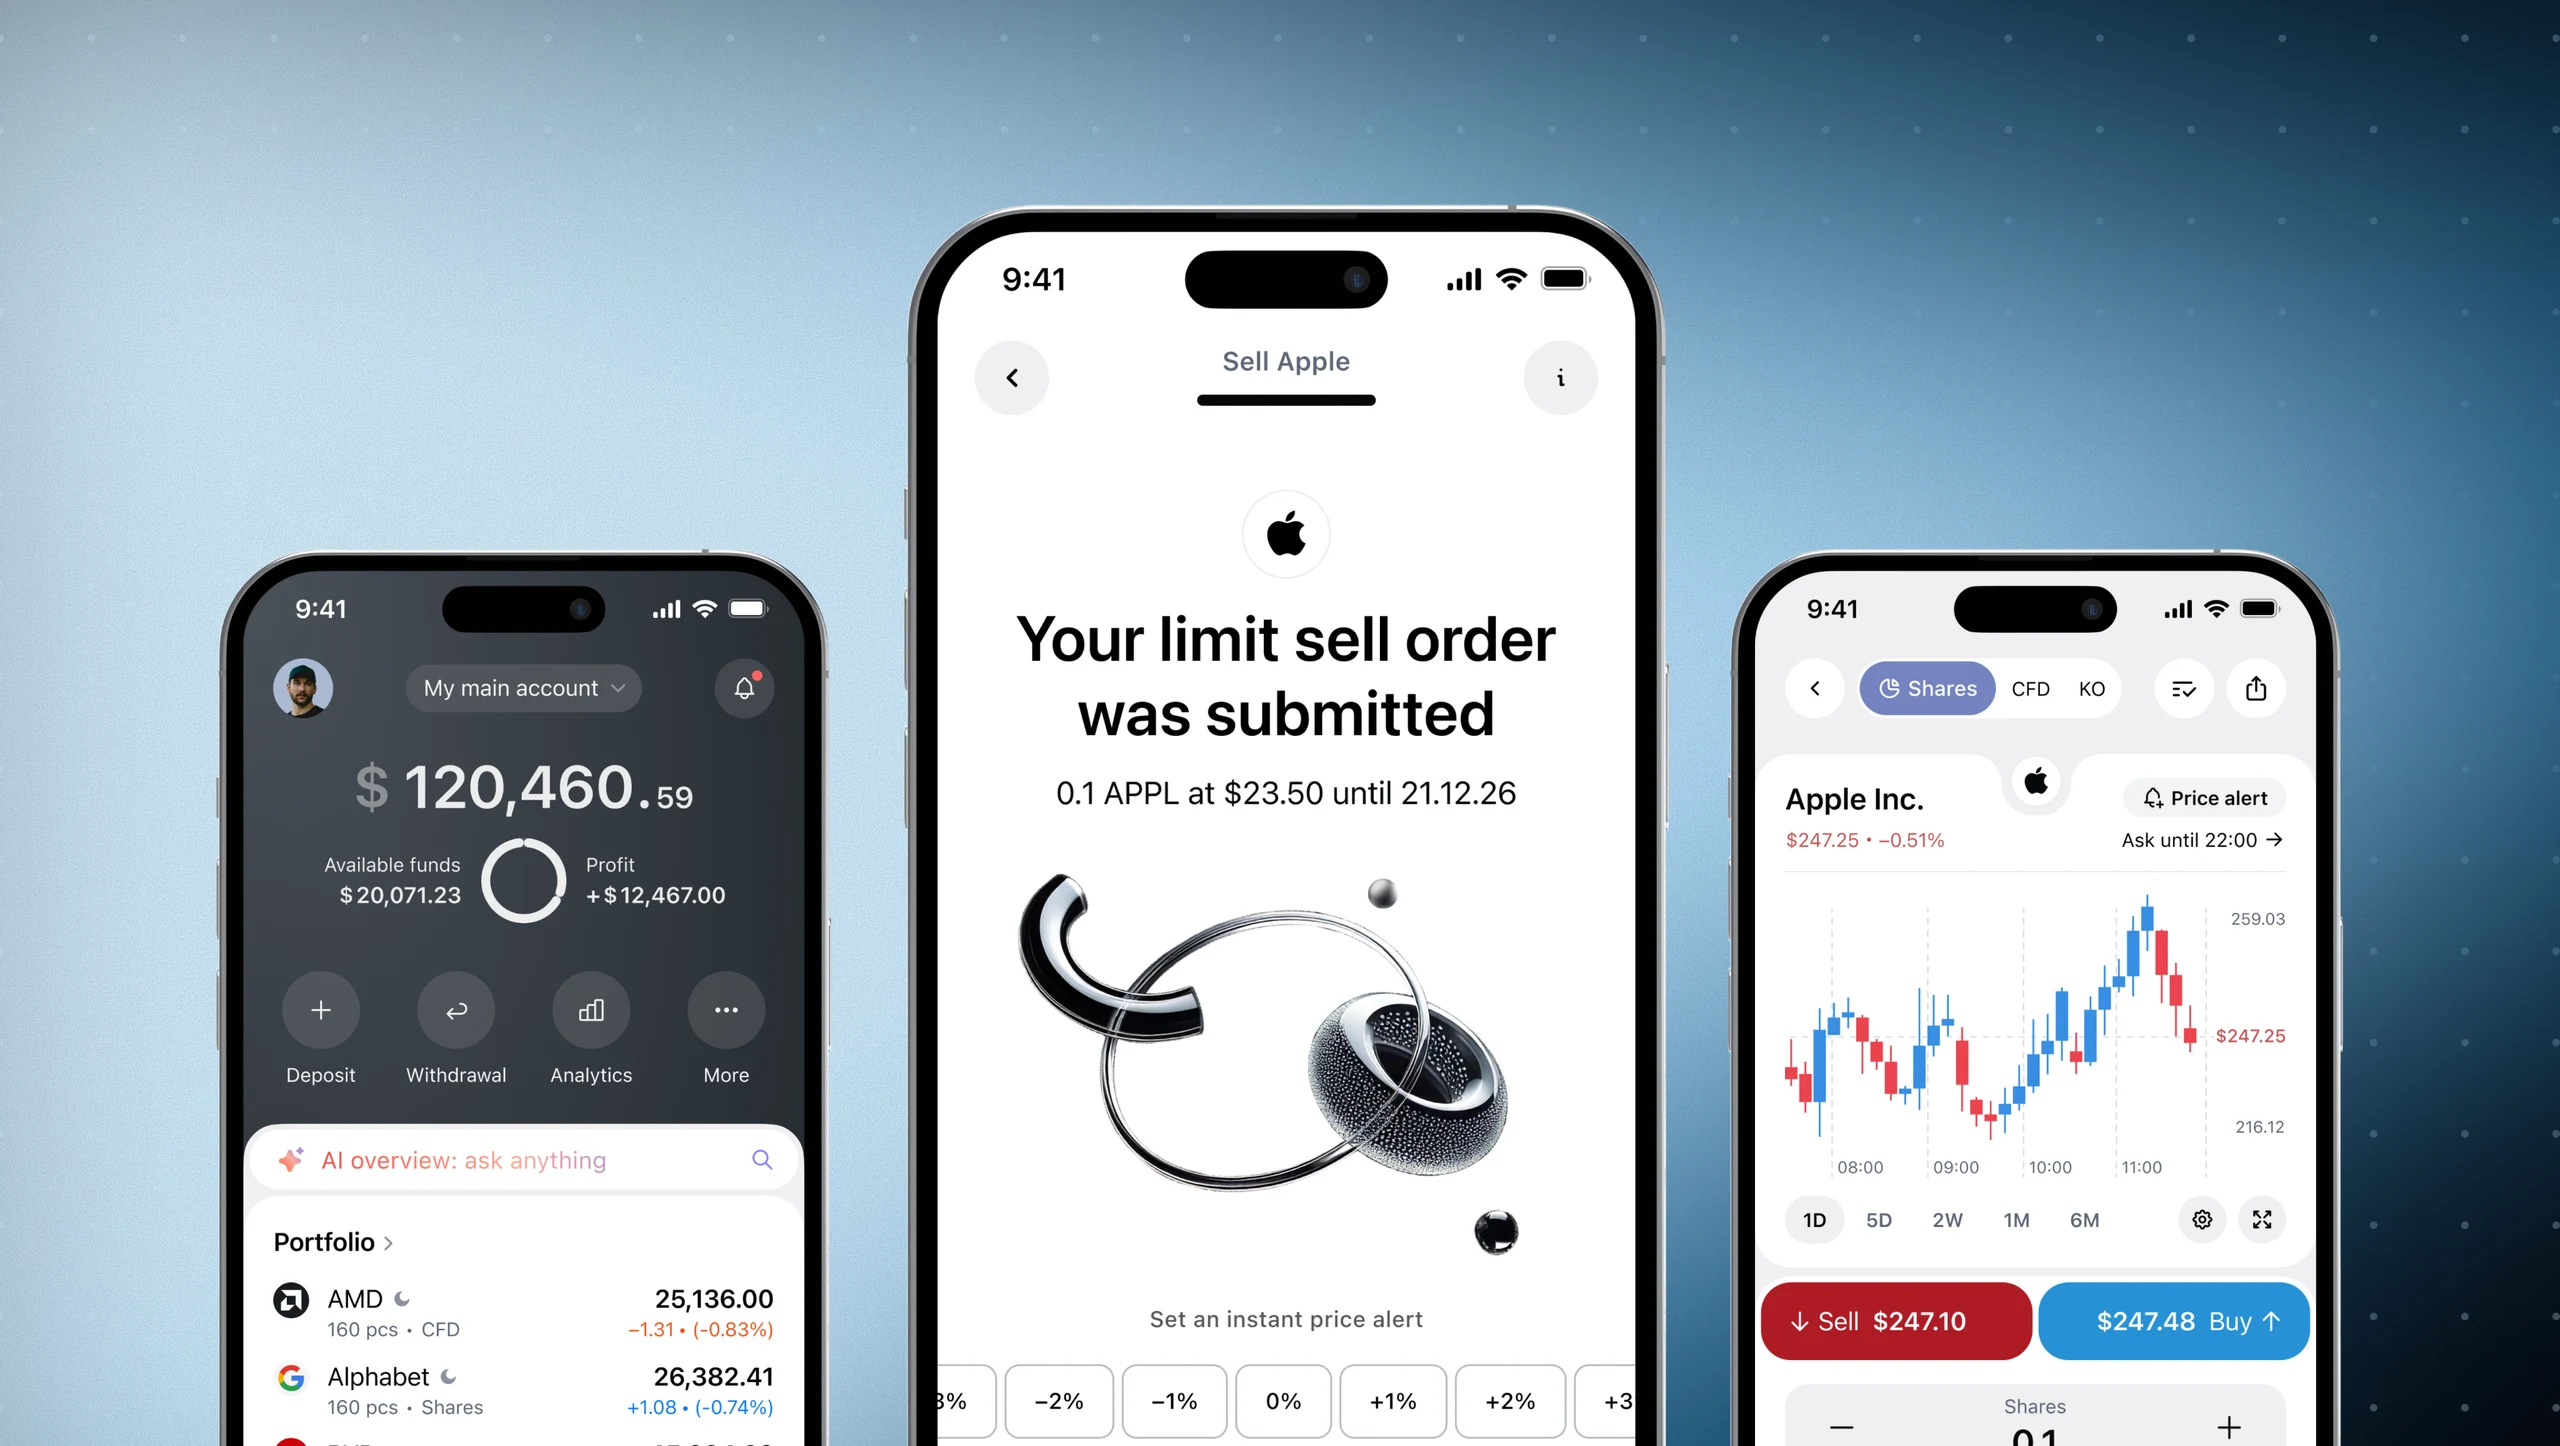 9:41
My main account
$ 120,460.59
Available funds
$20,071.23
Profit
+$12,467.00
Deposit
Withdrawal
Analytics
More
AI overview: ask anything
Portfolio
AMD
25,136.00
160 pcs • CFD
−1.31 • (-0.83%)
Alphabet
26,382.41
160 pcs • Shares
+1.08 • (-0.74%)
9:41
Sell Apple
i
Your limit sell order
was submitted
0.1 APPL at $23.50 until 21.12.26
Set an instant price alert
3%
−2%
−1%
0%
+1%
+2%
+3
9:41
Shares
CFD
KO
Apple Inc.
Price alert
$247.25 • −0.51%
Ask until 22:00 →
259.03
$247.25
216.12
08:00
09:00
10:00
11:00
1D
5D
2W
1M
6M
↓ Sell $247.10
$247.48 Buy ↑
Shares
− 0.1 +